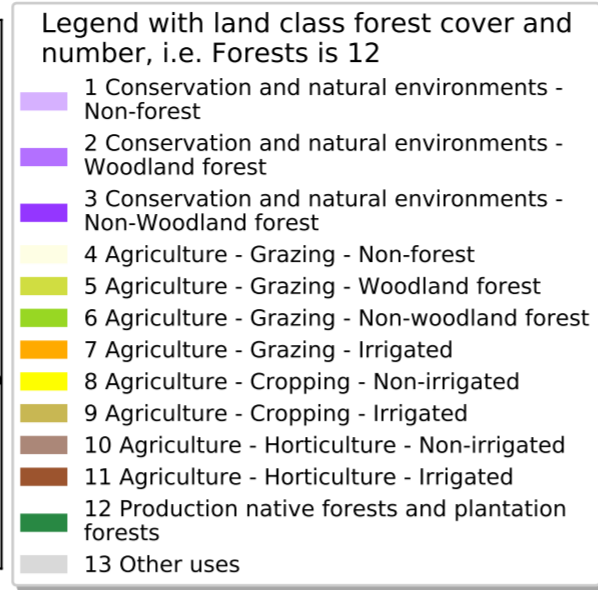 Legend with land class forest cover and
number, i.e. Forests is 12
1 Conservation and natural environments -
Non-forest
2 Conservation and natural environments -
Woodland forest
3 Conservation and natural environments -
Non-Woodland forest
4 Agriculture - Grazing - Non-forest
5 Agriculture - Grazing - Woodland forest
6 Agriculture - Grazing - Non-woodland forest
7 Agriculture - Grazing - Irrigated
8 Agriculture - Cropping - Non-irrigated
9 Agriculture - Cropping - Irrigated
10 Agriculture - Horticulture - Non-irrigated
11 Agriculture - Horticulture - Irrigated
12 Production native forests and plantation
forests
13 Other uses